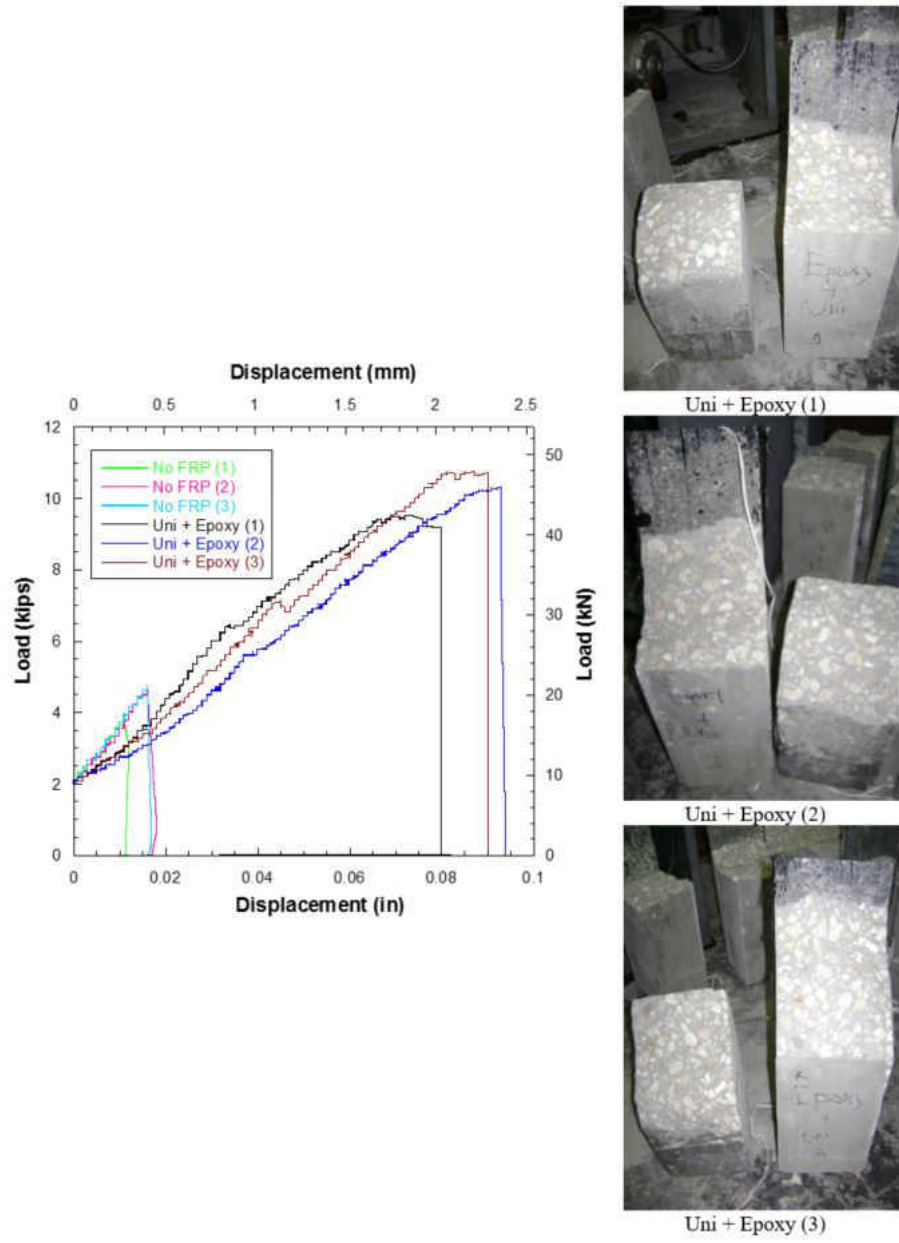 Displacement (mm)
0 0.5 1 1.5 2 2.5
12
10
8
6
4
2
0
Load (kips)
No FRP (1)
No FRP (2)
No FRP (3)
Uni + Epoxy (1)
Uni + Epoxy (2)
Uni + Epoxy (3)
50
40
30
20
10
0
Load (kN)
0 0.02 0.04 0.06 0.08 0.1
Displacement (in)
Epoxy
+
Uni
Uni + Epoxy (1)
Uni + Epoxy (2)
Epoxy
+
Uni + Epoxy (3)